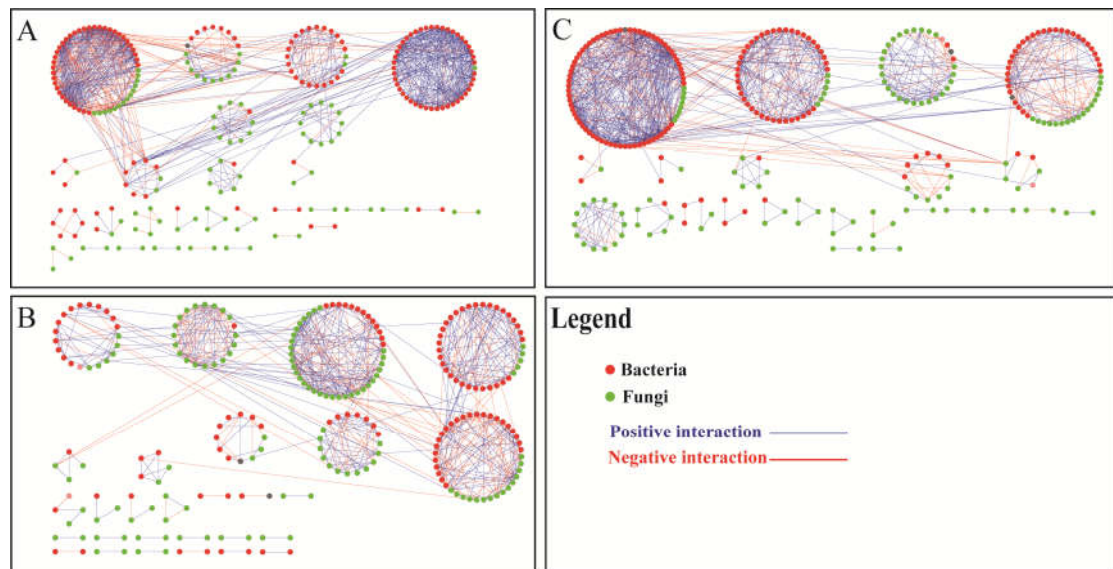 A
C
B
Legend
Bacteria
Fungi
Positive interaction
Negative interaction